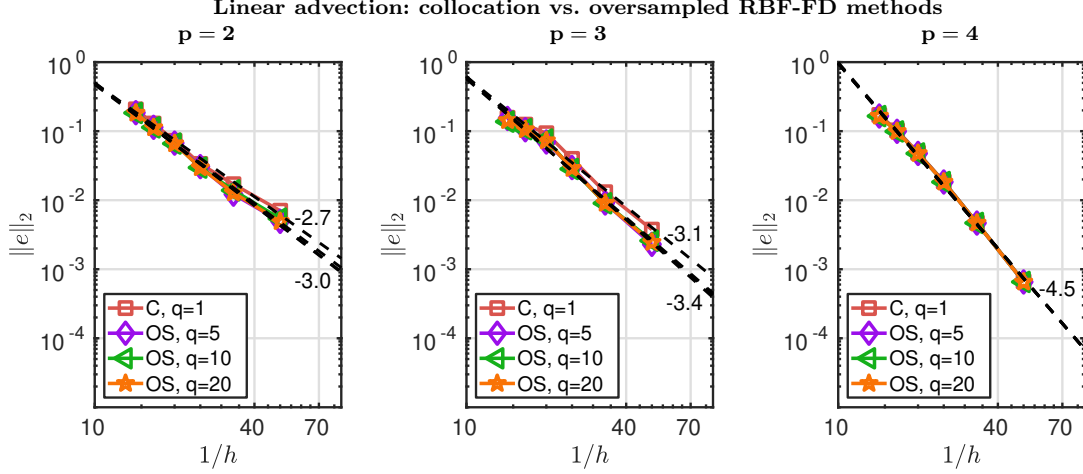 Linear advection: collocation vs. oversampled RBF-FD methods
p = 2
10^0
10^-1
10^-2
10^-3
10^-4
‖e‖_2
-2.7
-3.0
C, q=1
OS, q=5
OS, q=10
OS, q=20
10 40 70
1/h
p = 3
10^0
10^-1
10^-2
10^-3
10^-4
‖e‖_2
-3.1
-3.4
C, q=1
OS, q=5
OS, q=10
OS, q=20
10 40 70
1/h
p = 4
10^0
10^-1
10^-2
10^-3
10^-4
‖e‖_2
-4.5
C, q=1
OS, q=5
OS, q=10
OS, q=20
10 40 70
1/h